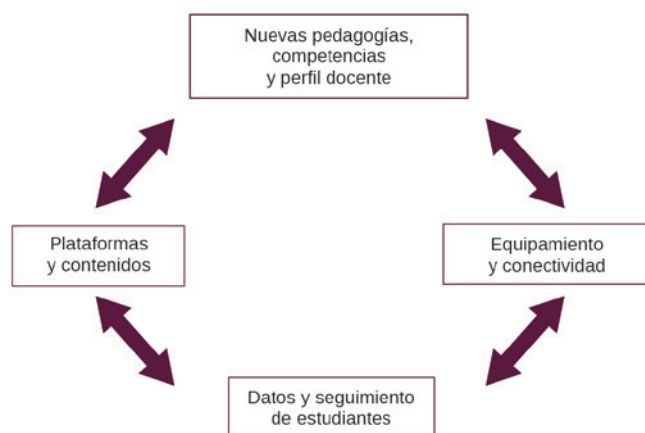 Nuevas pedagogías,
competencias
y perfil docente
Plataformas
y contenidos
Equipamiento
y conectividad
Datos y seguimiento
de estudiantes